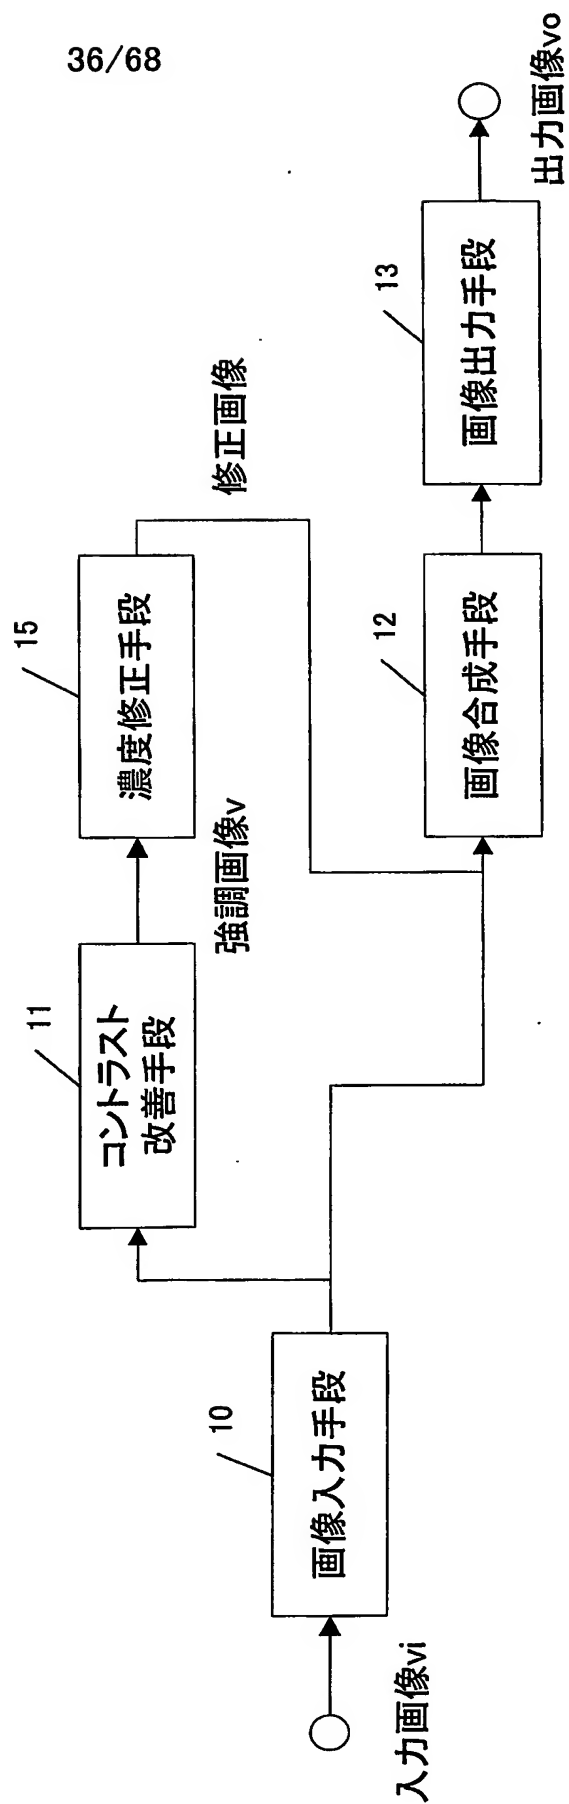 36/68
入力画像vi
10
画像入力手段
11
コントラスト
改善手段
強調画像v
15
濃度修正手段
修正画像
12
画像合成手段
13
画像出力手段
出力画像vo